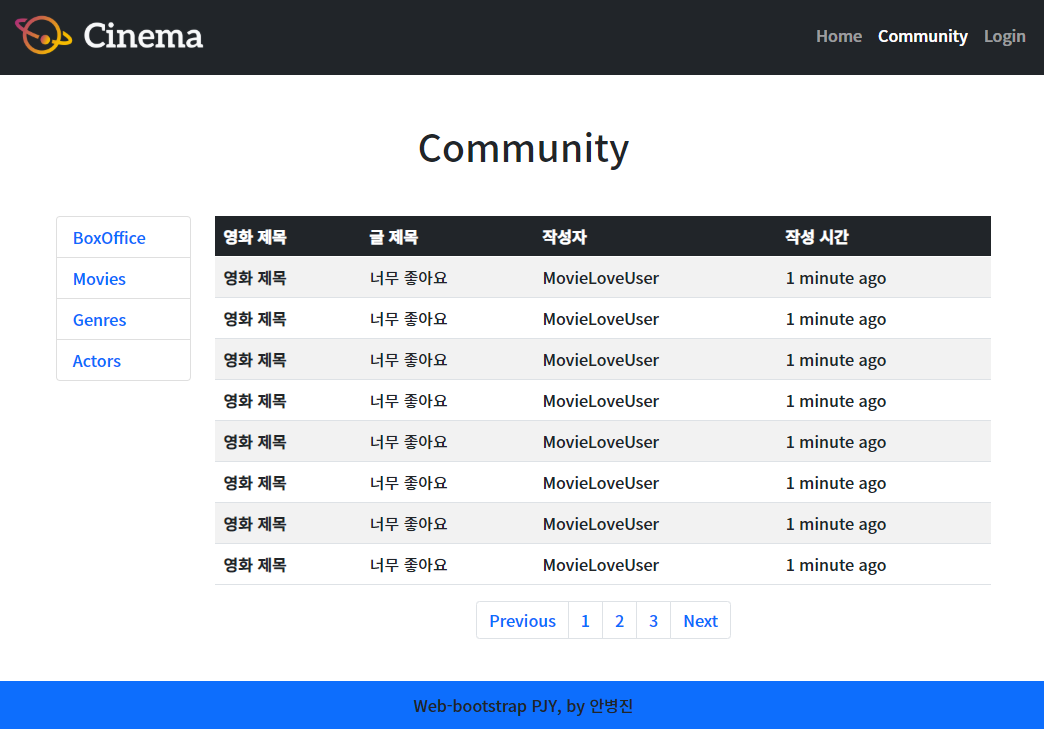 Cinema
Home Community Login
Community
BoxOffice
Movies
Genres
Actors
영화 제목 글 제목 작성자 작성 시간
영화 제목 너무 좋아요 MovieLoveUser 1 minute ago
영화 제목 너무 좋아요 MovieLoveUser 1 minute ago
영화 제목 너무 좋아요 MovieLoveUser 1 minute ago
영화 제목 너무 좋아요 MovieLoveUser 1 minute ago
영화 제목 너무 좋아요 MovieLoveUser 1 minute ago
영화 제목 너무 좋아요 MovieLoveUser 1 minute ago
영화 제목 너무 좋아요 MovieLoveUser 1 minute ago
영화 제목 너무 좋아요 MovieLoveUser 1 minute ago
Previous 1 2 3 Next
Web-bootstrap PJY, by 안병진